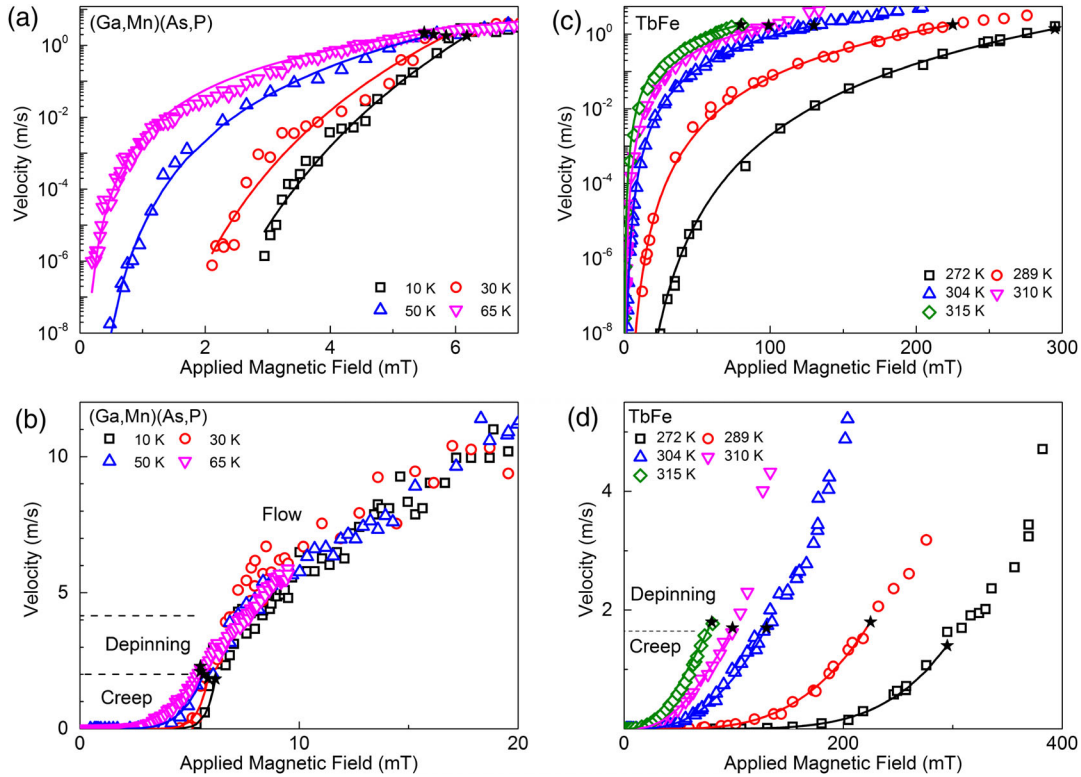 (a)
(Ga,Mn)(As,P)
10⁰
10⁻²
10⁻⁴
10⁻⁶
10⁻⁸
Velocity (m/s)
10 K 30 K
50 K 65 K
0 2 4 6
Applied Magnetic Field (mT)
(c)
TbFe
10⁰
10⁻²
10⁻⁴
10⁻⁶
10⁻⁸
Velocity (m/s)
272 K 289 K
304 K 310 K
315 K
0 100 200 300
Applied Magnetic Field (mT)
(b)
(Ga,Mn)(As,P)
10 K 30 K
50 K 65 K
10
5
0
Velocity (m/s)
Flow
Depinning
Creep
0 10 20
Applied Magnetic Field (mT)
(d)
TbFe
272 K 289 K
304 K 310 K
315 K
4
2
0
Velocity (m/s)
Depinning
Creep
0 200 400
Applied Magnetic Field (mT)